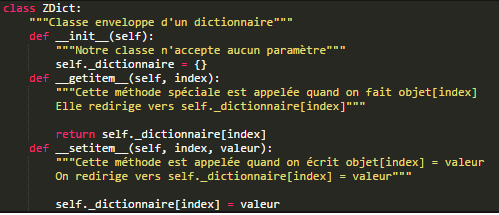 class ZDict:
    """Classe enveloppe d'un dictionnaire"""
    def __init__(self):
        """Notre classe n'accepte aucun paramètre"""
        self._dictionnaire = {}
    def __getitem__(self, index):
        """Cette méthode spéciale est appelée quand on fait objet[index]
        Elle redirige vers self._dictionnaire[index]"""

        return self._dictionnaire[index]
    def __setitem__(self, index, valeur):
        """Cette méthode est appelée quand on écrit objet[index] = valeur
        On redirige vers self._dictionnaire[index] = valeur"""

        self._dictionnaire[index] = valeur